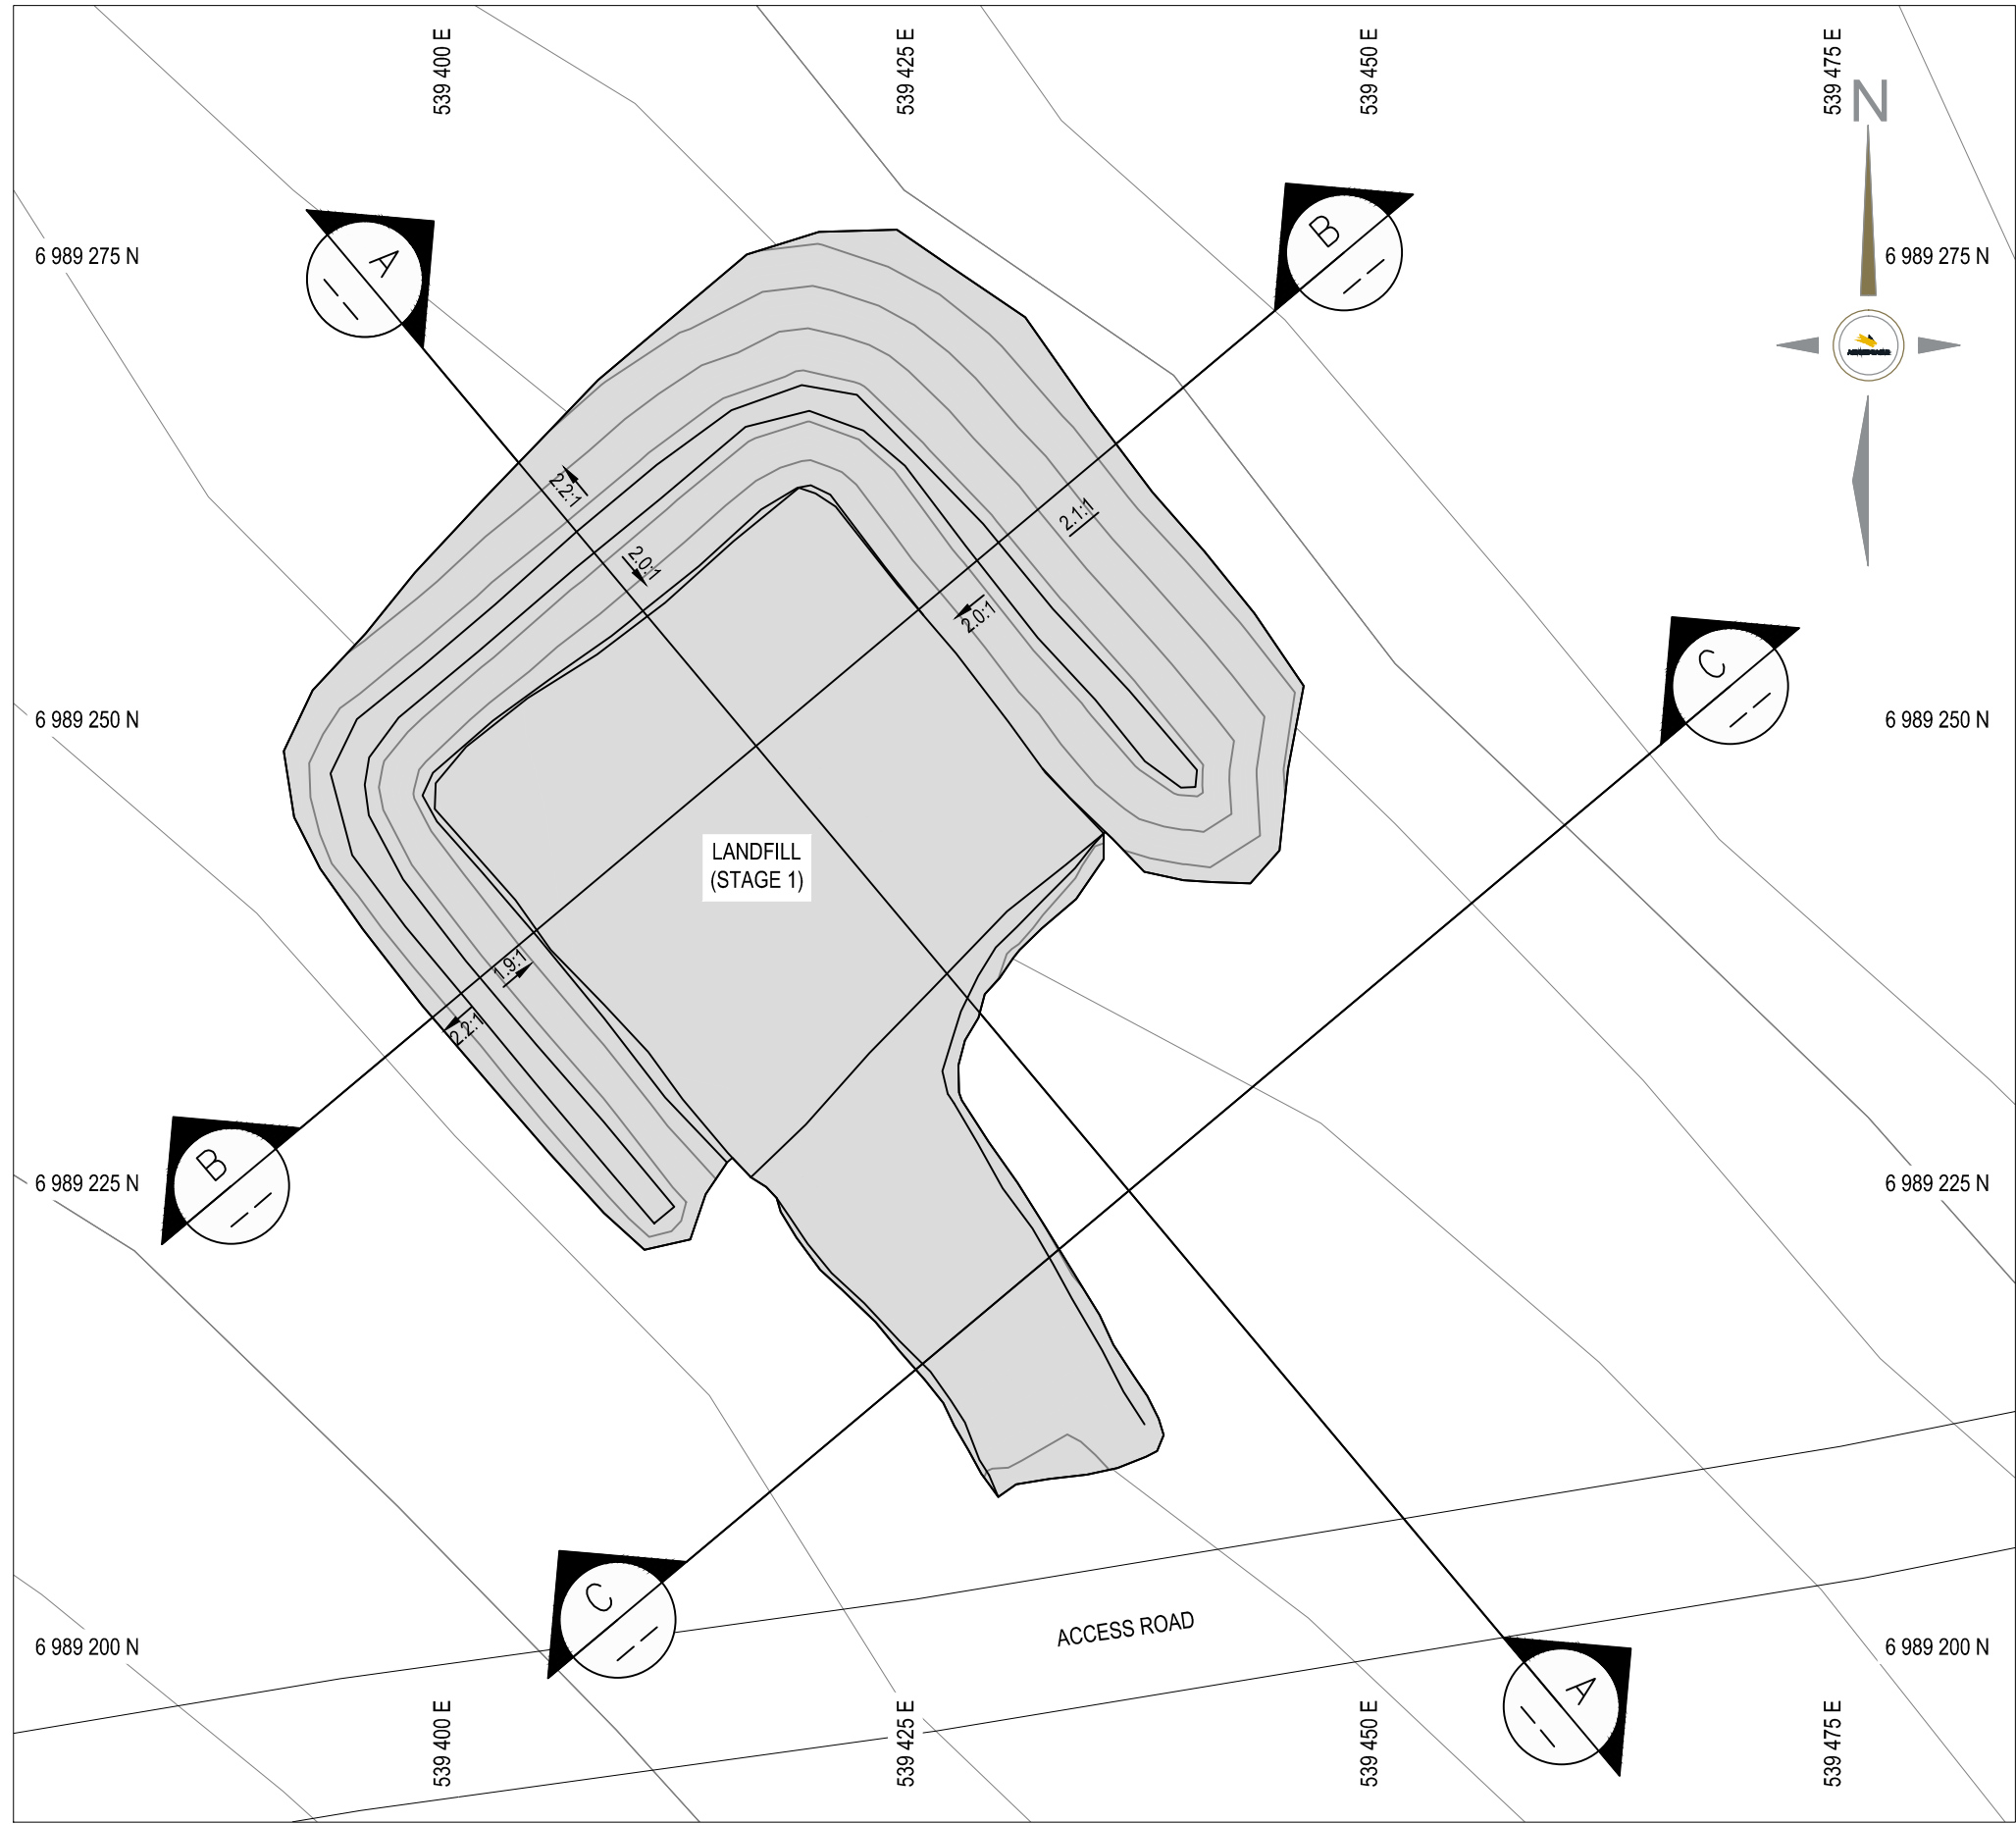 539 400 E
539 425 E
539 450 E
539 475 E
N
6 989 275 N
A
B
6 989 275 N
2.2:1
2.1:1
2.0:1
2.0:1
C
6 989 250 N
6 989 250 N
LANDFILL
(STAGE 1)
1.9:1
2.2:1
B
6 989 225 N
6 989 225 N
C
ACCESS ROAD
6 989 200 N
6 989 200 N
A
539 400 E
539 425 E
539 450 E
539 475 E